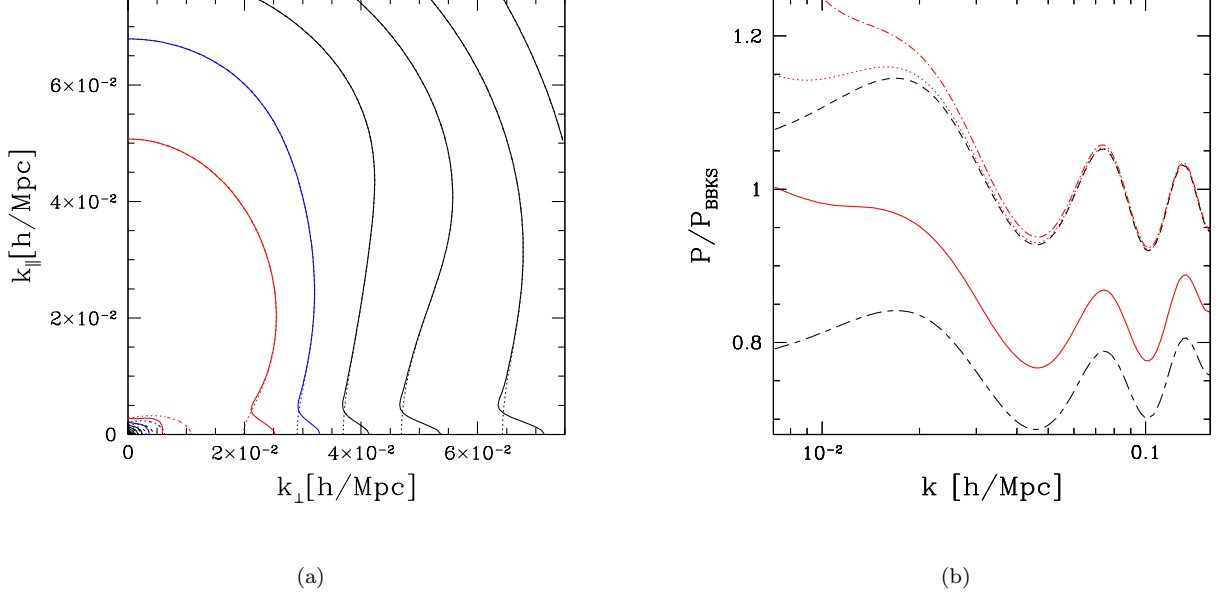 6×10⁻²
4×10⁻²
2×10⁻²
0
k∥[h/Mpc]
0
2×10⁻²
4×10⁻²
6×10⁻²
k⊥[h/Mpc]
(a)
1.2
1
0.8
P/P_BBKS
10⁻²
0.1
k [h/Mpc]
(b)